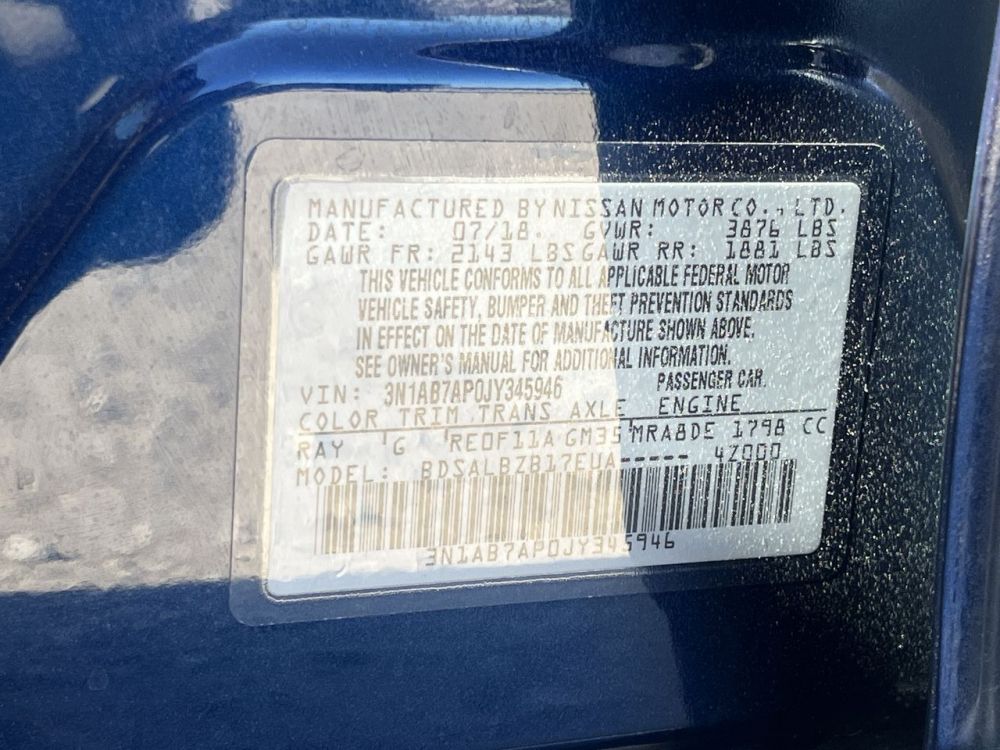 MANUFACTURED BY NISSAN MOTOR CO., LTD.
DATE: 07/18. GVWR: 3876 LBS
GAWR FR: 2143 LBS GAWR RR: 1881 LBS
THIS VEHICLE CONFORMS TO ALL APPLICABLE FEDERAL MOTOR
VEHICLE SAFETY, BUMPER AND THEFT PREVENTION STANDARDS
IN EFFECT ON THE DATE OF MANUFACTURE SHOWN ABOVE.
SEE OWNER'S MANUAL FOR ADDITIONAL INFORMATION.
VIN: 3N1AB7AP0JY345946 PASSENGER CAR
COLOR TRIM TRANS AXLE ENGINE
RAY 'G 'RE0F11A GM35 'MRA8DE 1798 CC
MODEL: BDSALBZB17EUA----- 4Z000
3N1AB7AP0JY345946